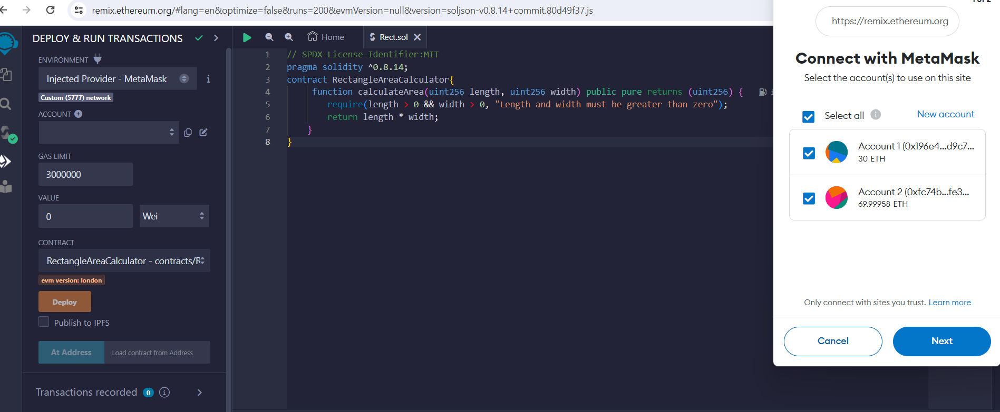 remix.ethereum.org/#lang=en&optimize=false&runs=200&evmVersion=null&version=soljson-v0.8.14+commit.80d49f37.js
DEPLOY & RUN TRANSACTIONS
ENVIRONMENT
Injected Provider - MetaMask
Custom (5777) network
ACCOUNT
GAS LIMIT
3000000
VALUE
0
Wei
CONTRACT
RectangleAreaCalculator - contracts/R
evm version: london
Deploy
Publish to IPFS
At Address
Load contract from Address
Transactions recorded 0
Home
Rect.sol
1 // SPDX-License-Identifier:MIT
2 pragma solidity ^0.8.14;
3 contract RectangleAreaCalculator{
4 function calculateArea(uint256 length, uint256 width) public pure returns (uint256) {
5 require(length > 0 && width > 0, "Length and width must be greater than zero");
6 return length * width;
7 }
8 }
https://remix.ethereum.org
Connect with MetaMask
Select the account(s) to use on this site
Select all
New account
Account 1 (0x196e4...d9c7...
30 ETH
Account 2 (0xfc74b...fe3...
69.99958 ETH
Only connect with sites you trust. Learn more
Cancel
Next